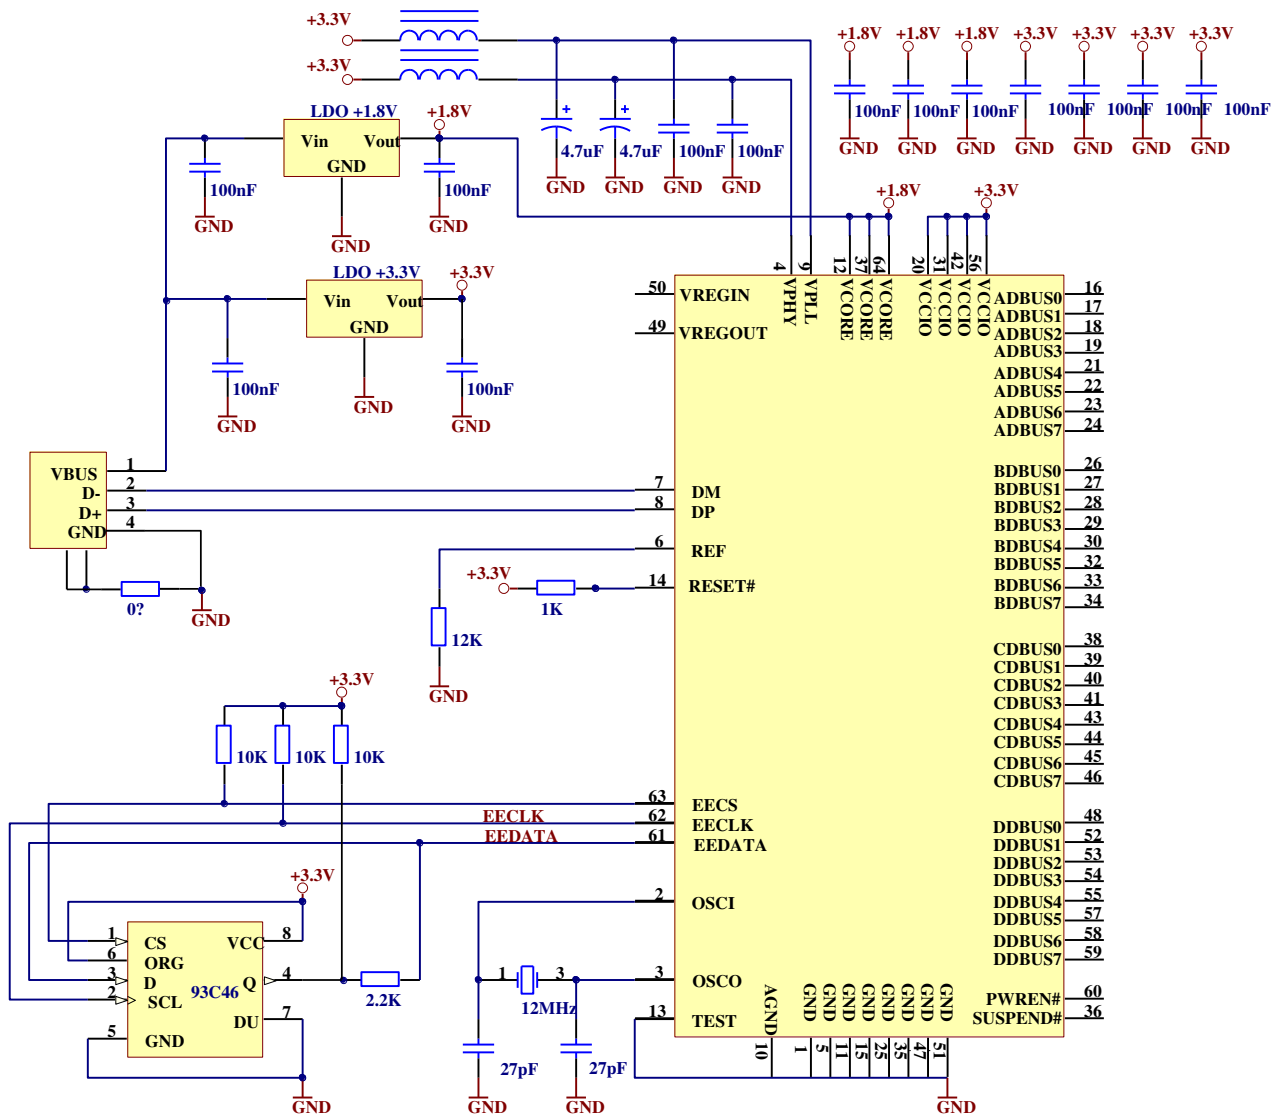 +3.3V
+3.3V
+1.8V +1.8V +1.8V +3.3V +3.3V +3.3V +3.3V
100nF 100nF 100nF 100nF 100nF 100nF 100nF
GND GND GND GND GND GND GND
LDO +1.8V
+1.8V
Vin Vout
GND
100nF 100nF
GND GND GND
4.7uF 4.7uF 100nF 100nF
GND GND GND GND
LDO +3.3V
+3.3V
Vin Vout
GND
100nF 100nF
GND GND GND
+1.8V +3.3V
4 9 12 37 64 20 31 42 56
VPHY VPLL VCORE VCORE VCORE VCCIO VCCIO VCCIO VCCIO
50 VREGIN
49 VREGOUT
ADBUS0 16
ADBUS1 17
ADBUS2 18
ADBUS3 19
ADBUS4 21
ADBUS5 22
ADBUS6 23
ADBUS7 24
VBUS 1
D- 2
D+ 3
GND 4
0?
GND
7 DM
8 DP
6 REF
14 RESET#
+3.3V
1K
12K
GND
BDBUS0 26
BDBUS1 27
BDBUS2 28
BDBUS3 29
BDBUS4 30
BDBUS5 32
BDBUS6 33
BDBUS7 34
CDBUS0 38
CDBUS1 39
CDBUS2 40
CDBUS3 41
CDBUS4 43
CDBUS5 44
CDBUS6 45
CDBUS7 46
+3.3V
10K 10K 10K
63 EECS
EECLK 62 EECLK
EEDATA 61 EEDATA
DDBUS0 48
DDBUS1 52
DDBUS2 53
DDBUS3 54
DDBUS4 55
DDBUS5 57
DDBUS6 58
DDBUS7 59
+3.3V
1 CS VCC 8
6 ORG
3 D Q 4
2 SCL
93C46
DU 7
5 GND
2.2K
GND
2 OSCI
1 3
12MHz
3 OSCO
13 TEST
27pF 27pF
GND GND
AGND GND GND GND GND GND GND GND GND
10 1 5 11 15 25 35 47 51
GND
PWREN# 60
SUSPEND# 36